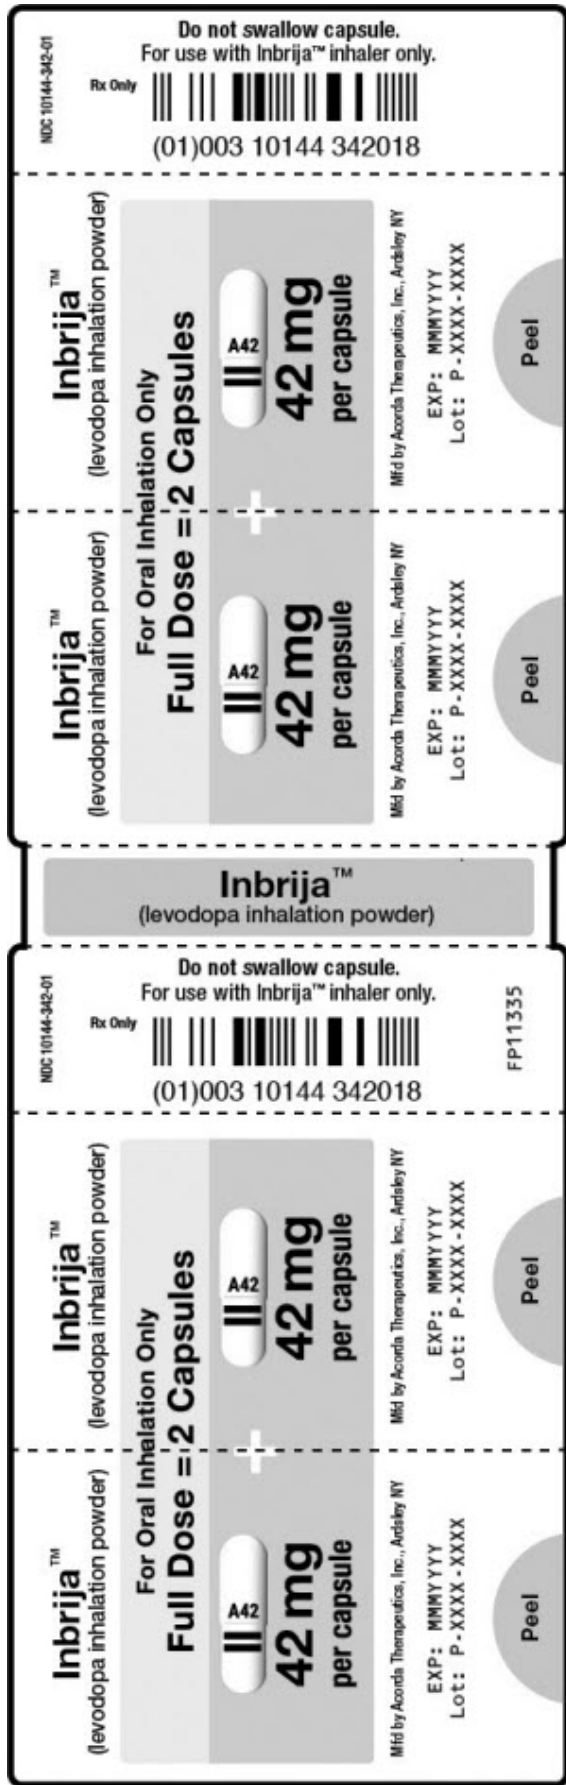 NDC 10144-342-01
Do not swallow capsule.
For use with Inbrija™ inhaler only.
Rx Only
(01)003 10144 342018
Inbrija™
(levodopa inhalation powder)
Inbrija™
(levodopa inhalation powder)
For Oral Inhalation Only
Full Dose = 2 Capsules
A42
42 mg
per capsule
+
A42
42 mg
per capsule
Mfd by Acorda Therapeutics, Inc., Ardsley NY
EXP: MMMYYYY
Lot: P-XXXX-XXXX
Peel
Mfd by Acorda Therapeutics, Inc., Ardsley NY
EXP: MMMYYYY
Lot: P-XXXX-XXXX
Peel
Inbrija™
(levodopa inhalation powder)
NDC 10144-342-01
Do not swallow capsule.
For use with Inbrija™ inhaler only.
Rx Only
(01)003 10144 342018
FP11335
Inbrija™
(levodopa inhalation powder)
Inbrija™
(levodopa inhalation powder)
For Oral Inhalation Only
Full Dose = 2 Capsules
A42
42 mg
per capsule
+
A42
42 mg
per capsule
Mfd by Acorda Therapeutics, Inc., Ardsley NY
EXP: MMMYYYY
Lot: P-XXXX-XXXX
Peel
Mfd by Acorda Therapeutics, Inc., Ardsley NY
EXP: MMMYYYY
Lot: P-XXXX-XXXX
Peel